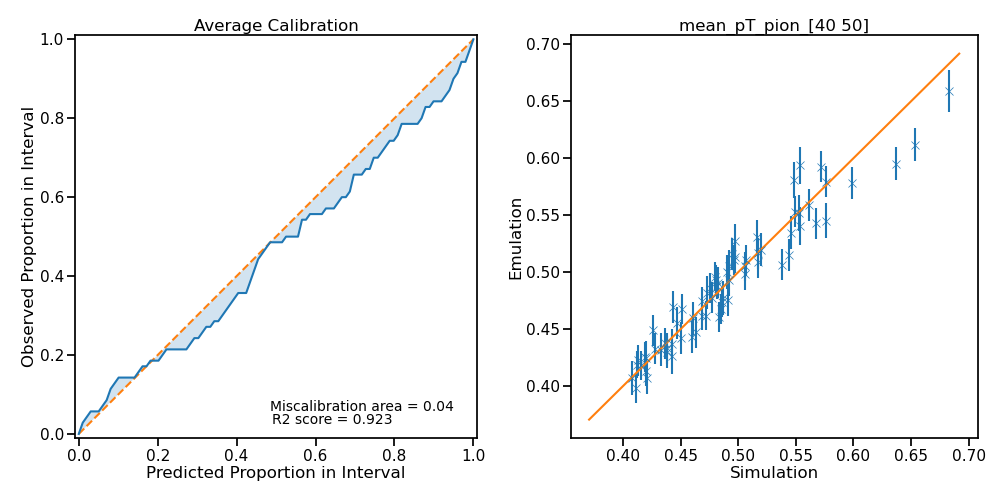 Average Calibration
1.0
0.8
0.6
0.4
0.2
0.0
Observed Proportion in Interval
Miscalibration area = 0.04
R2 score = 0.923
0.0 0.2 0.4 0.6 0.8 1.0
Predicted Proportion in Interval
mean_pT_pion_[40 50]
0.70
0.65
0.60
0.55
0.50
0.45
0.40
Emulation
0.40 0.45 0.50 0.55 0.60 0.65 0.70
Simulation